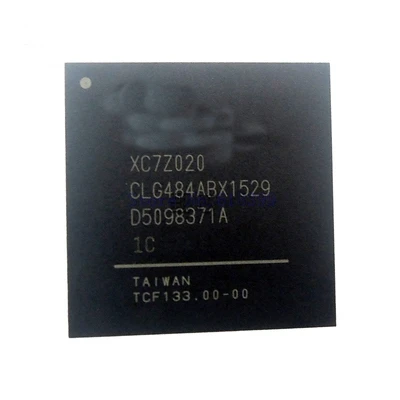 XC7Z020
CLG484ABX1529
D5098371A
1C
TAIWAN
TCF133.00-00